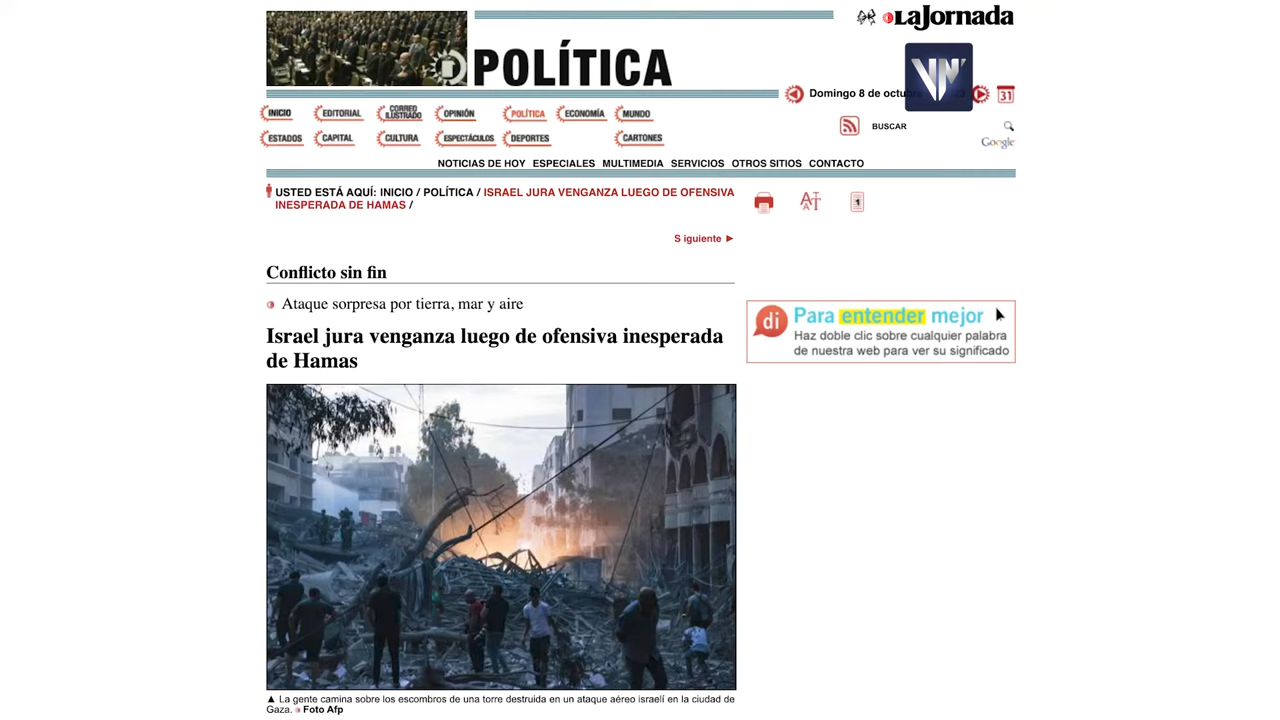 LaJornada
POLÍTICA
VN
Domingo 8 de octu
31
INICIO EDITORIAL CORREO ILUSTRADO OPINIÓN POLÍTICA ECONOMÍA MUNDO
ESTADOS CAPITAL CULTURA ESPECTÁCULOS DEPORTES CARTONES
BUSCAR
Google
NOTICIAS DE HOY ESPECIALES MULTIMEDIA SERVICIOS OTROS SITIOS CONTACTO
USTED ESTÁ AQUÍ: INICIO / POLÍTICA / ISRAEL JURA VENGANZA LUEGO DE OFENSIVA
INESPERADA DE HAMAS /
1
S iguiente ►
Conflicto sin fin
Ataque sorpresa por tierra, mar y aire
Israel jura venganza luego de ofensiva inesperada
de Hamas
di
Para entender mejor
Haz doble clic sobre cualquier palabra
de nuestra web para ver su significado
▲ La gente camina sobre los escombros de una torre destruida en un ataque aéreo israelí en la ciudad de
Gaza. Foto Afp